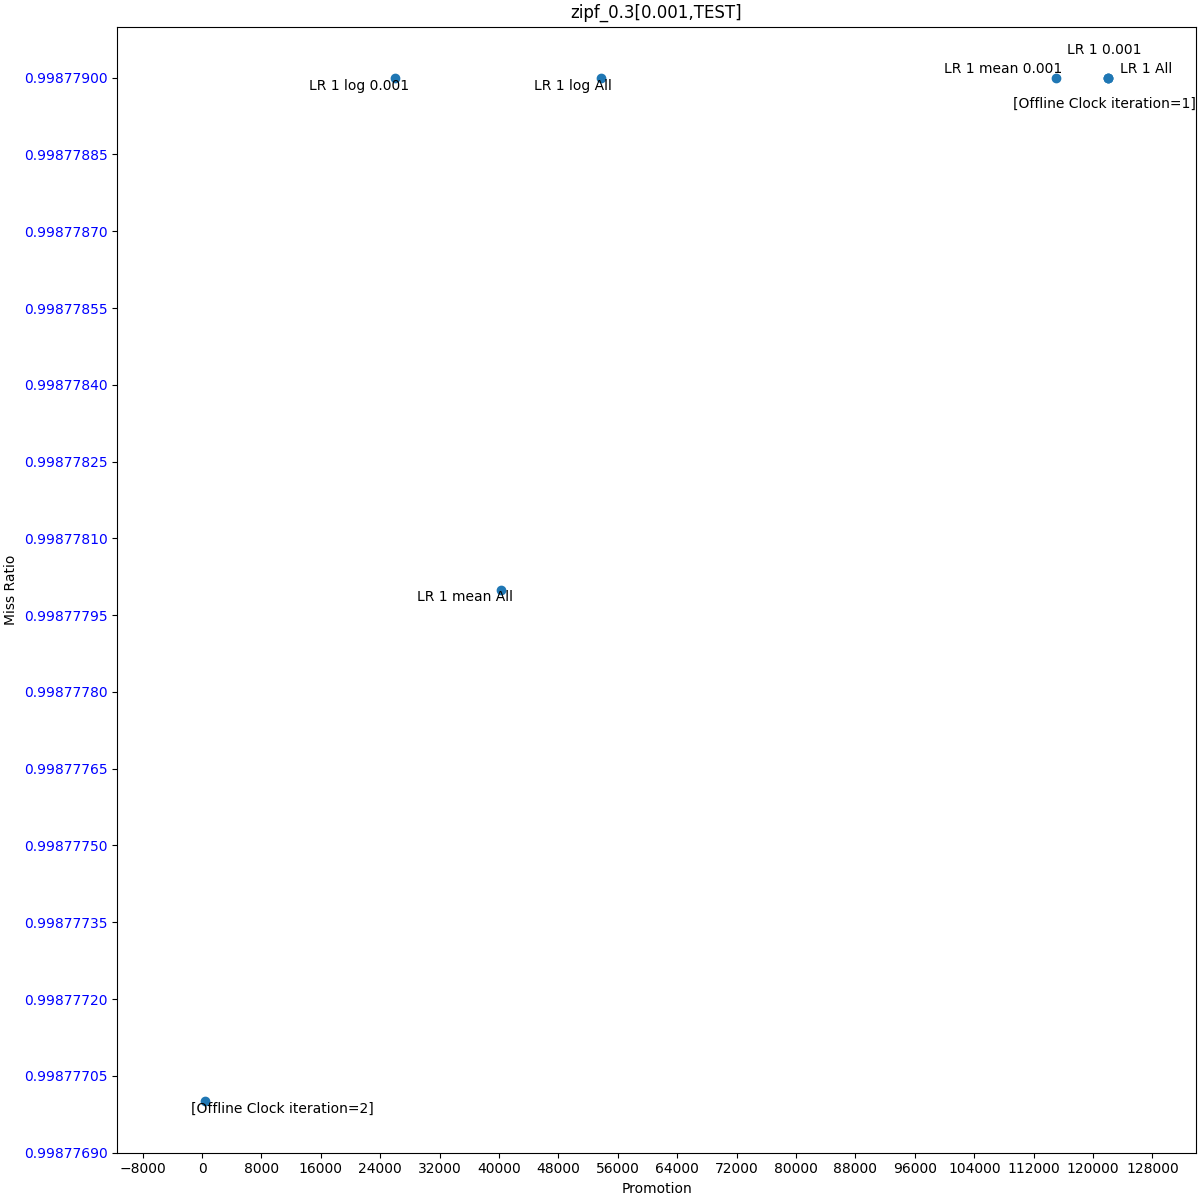 zipf_0.3[0.001,TEST]
LR 1 0.001
LR 1 mean 0.001
LR 1 All
0.99877900
LR 1 log 0.001
LR 1 log All
[Offline Clock iteration=1]
0.99877885
0.99877870
0.99877855
0.99877840
0.99877825
0.99877810
Miss Ratio
LR 1 mean All
0.99877795
0.99877780
0.99877765
0.99877750
0.99877735
0.99877720
0.99877705
[Offline Clock iteration=2]
0.99877690
−8000 0 8000 16000 24000 32000 40000 48000 56000 64000 72000 80000 88000 96000 104000 112000 120000 128000
Promotion